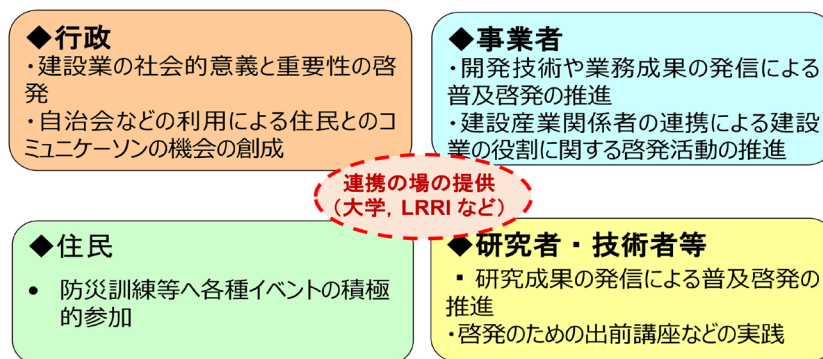 ◆行政
・建設業の社会的意義と重要性の啓
発
・自治会などの利用による住民とのコ
ミュニケーソンの機会の創成
◆事業者
・開発技術や業務成果の発信による
普及啓発の推進
・建設産業関係者の連携による建設
業の役割に関する啓発活動の推進
連携の場の提供
（大学，LRRIなど）
◆住民
• 防災訓練等へ各種イベントの積極
的参加
◆研究者・技術者等
▪ 研究成果の発信による普及啓発の
推進
・啓発のための出前講座などの実践